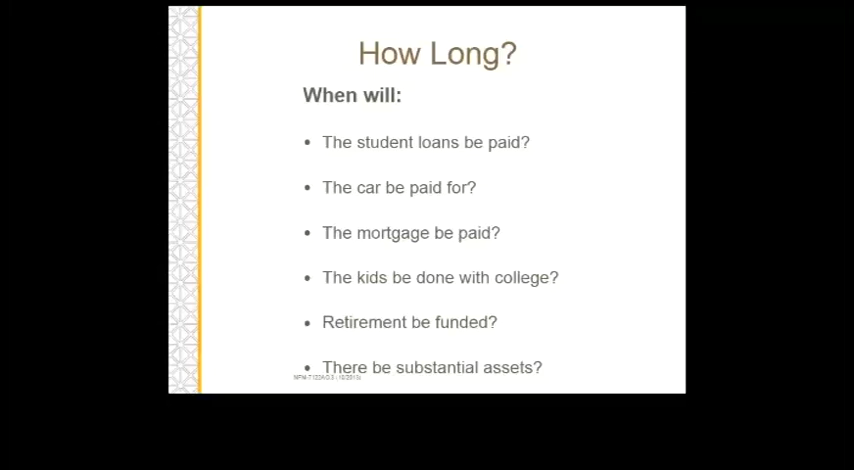 How Long?
When will:
• The student loans be paid?
• The car be paid for?
• The mortgage be paid?
• The kids be done with college?
• Retirement be funded?
• There be substantial assets?